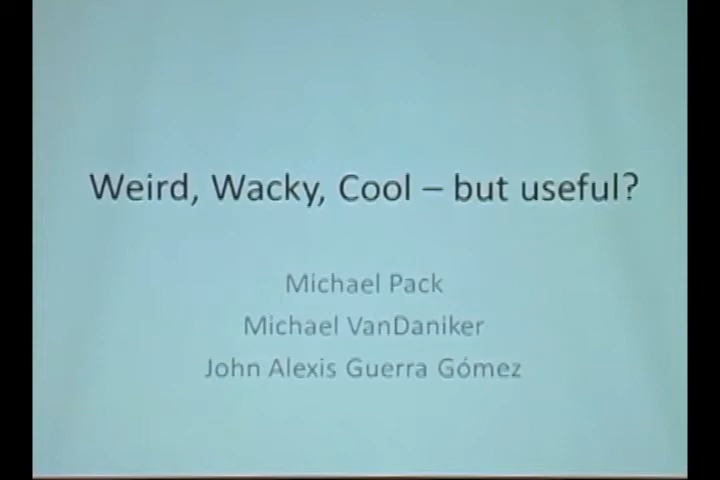 Weird, Wacky, Cool – but useful?
Michael Pack
Michael VanDaniker
John Alexis Guerra Gómez